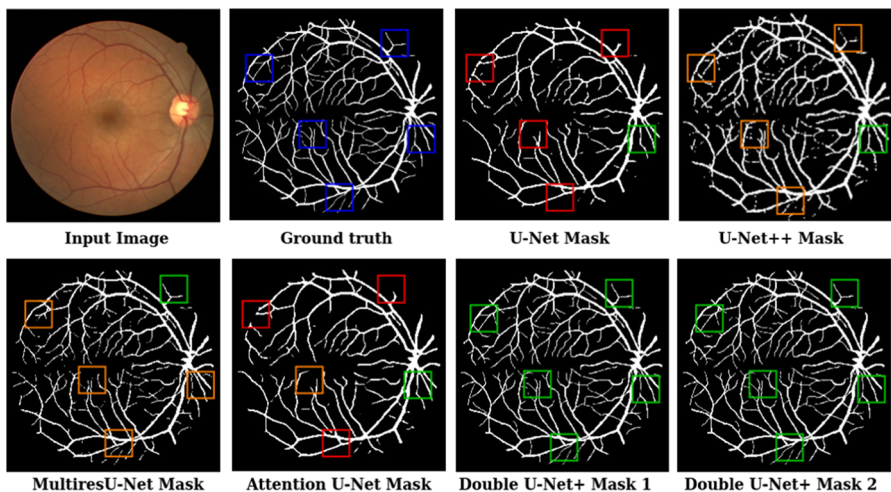 Input Image
Ground truth
U-Net Mask
U-Net++ Mask
MultiresU-Net Mask
Attention U-Net Mask
Double U-Net+ Mask 1
Double U-Net+ Mask 2